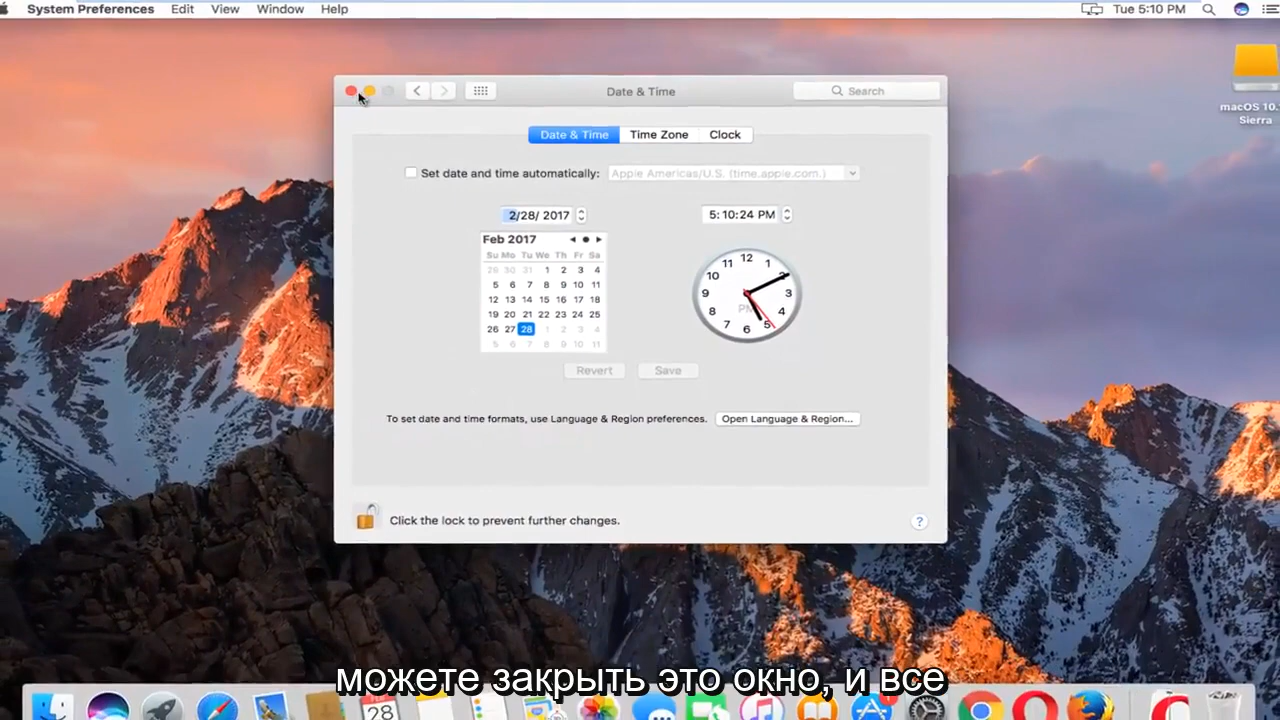 System Preferences Edit View Window Help Tue 5:10 PM
macOS 10.
Sierra
Date & Time Search
Date & Time Time Zone Clock
Set date and time automatically: Apple Americas/U.S. (time.apple.com.)
2/28/ 2017 5: 10:24 PM
Feb 2017
Su Mo Tu We Th Fr Sa
28 30 31 1 2 3 4
5 6 7 8 9 10 11
12 13 14 15 16 17 18
19 20 21 22 23 24 25
26 27 28 1 2 3 4
5 6 7 8 9 10 11
12 1 2 3 4 5 6 7 8 9 10 11
PM
Revert Save
To set date and time formats, use Language & Region preferences. Open Language & Region...
Click the lock to prevent further changes. ?
можете закрыть это окно, и все
28